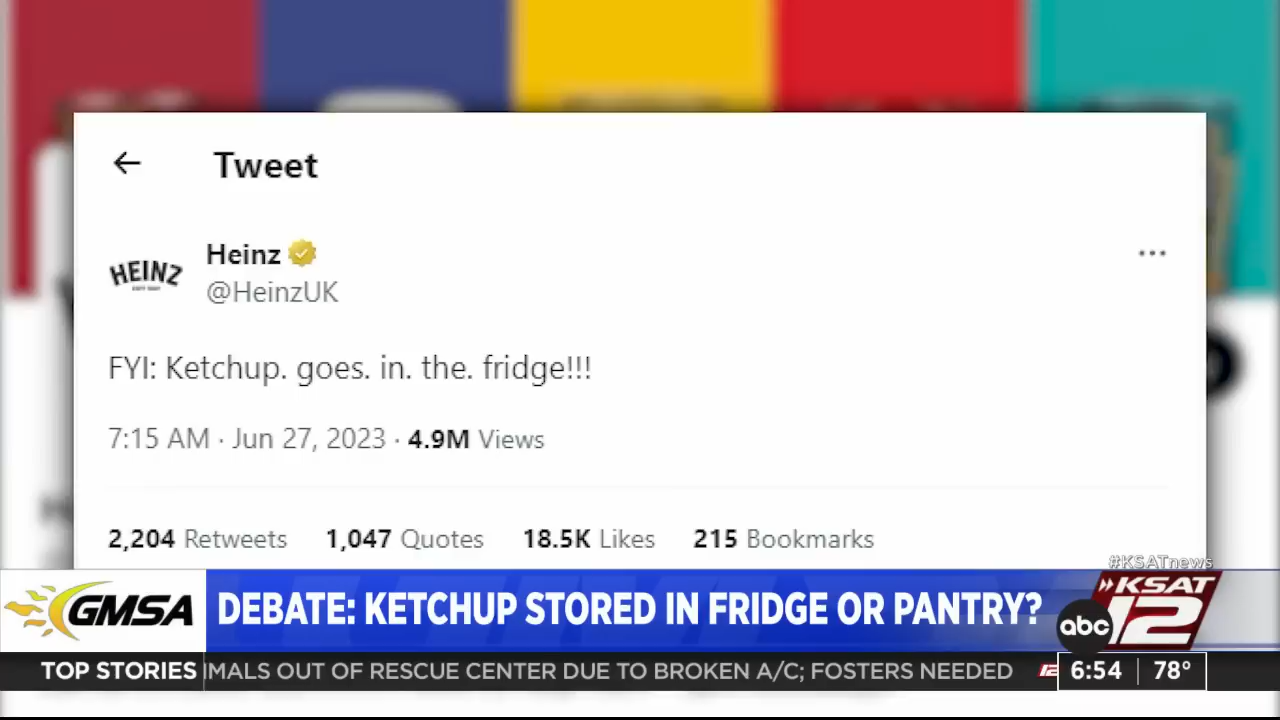 Tweet
HEINZ
Heinz
@HeinzUK
FYI: Ketchup. goes. in. the. fridge!!!
7:15 AM · Jun 27, 2023 · 4.9M Views
2,204 Retweets 1,047 Quotes 18.5K Likes 215 Bookmarks
#KSATnews
GMSA DEBATE: KETCHUP STORED IN FRIDGE OR PANTRY? abc KSAT 12
TOP STORIES IMALS OUT OF RESCUE CENTER DUE TO BROKEN A/C; FOSTERS NEEDED 12 6:54 78°